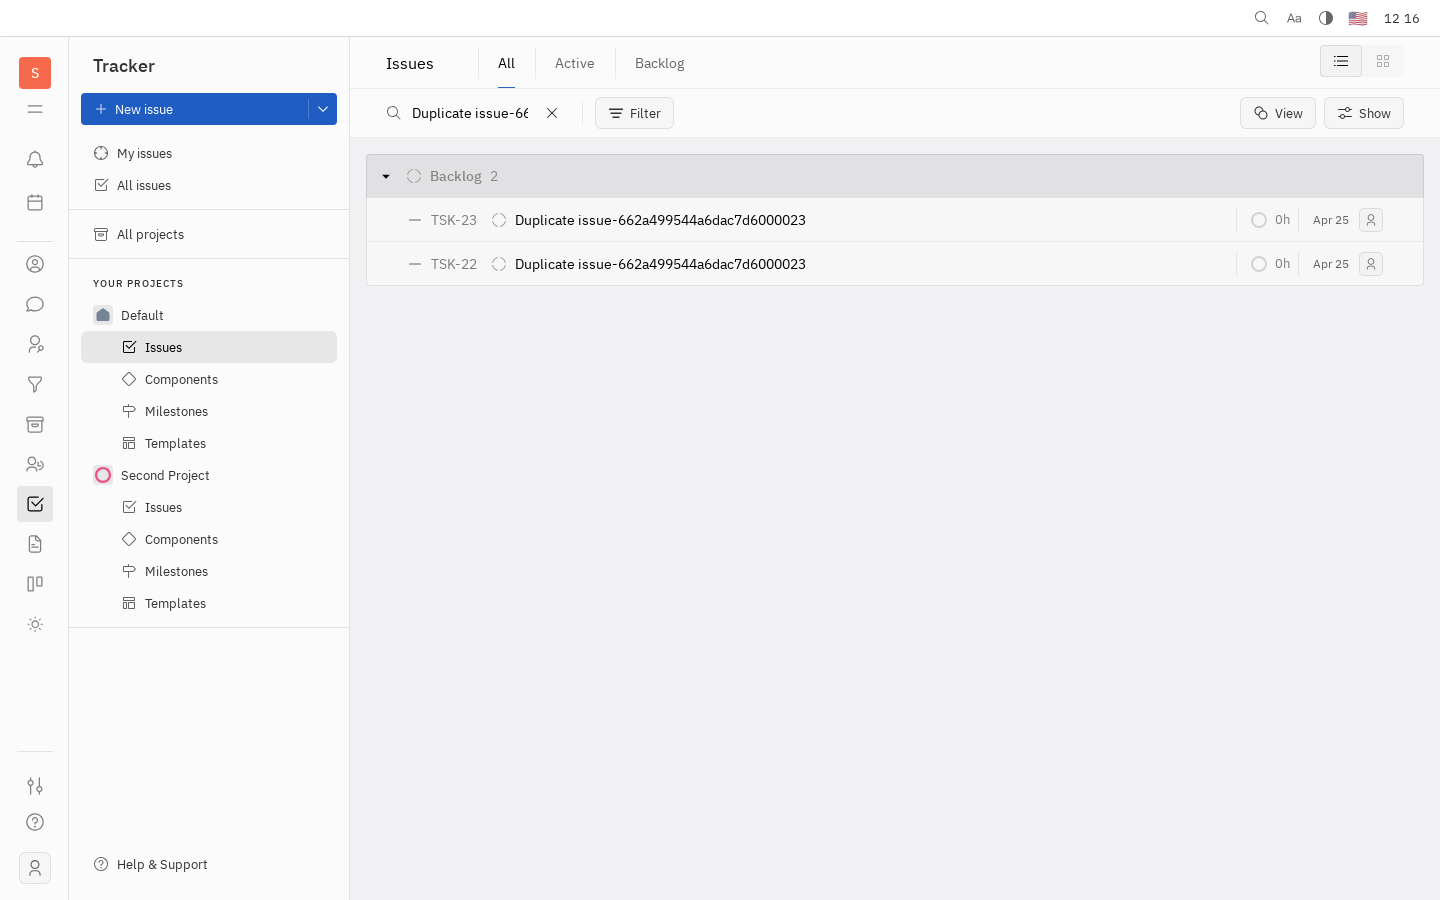 Aa
12 16
S
Tracker
New issue
My issues
All issues
All projects
YOUR PROJECTS
Default
Issues
Components
Milestones
Templates
Second Project
Issues
Components
Milestones
Templates
Help & Support
Issues
All
Active
Backlog
Duplicate issue-66
Filter
View
Show
Backlog 2
TSK-23 Duplicate issue-662a499544a6dac7d6000023 0h Apr 25
TSK-22 Duplicate issue-662a499544a6dac7d6000023 0h Apr 25